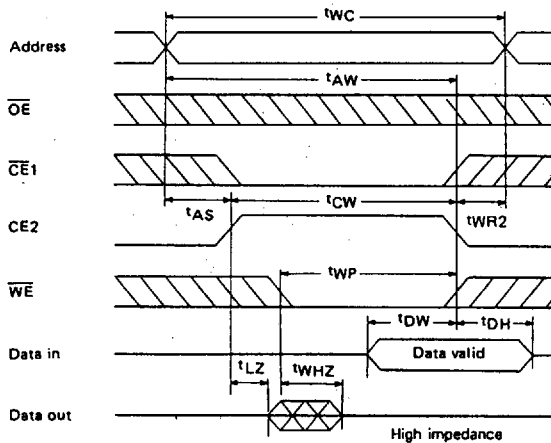 tWC
Address
tAW
OE
CE1
tAS
tCW
tWR2
CE2
tWP
WE
tDW
tDH
Data in
Data valid
tLZ
tWHZ
Data out
High impedance